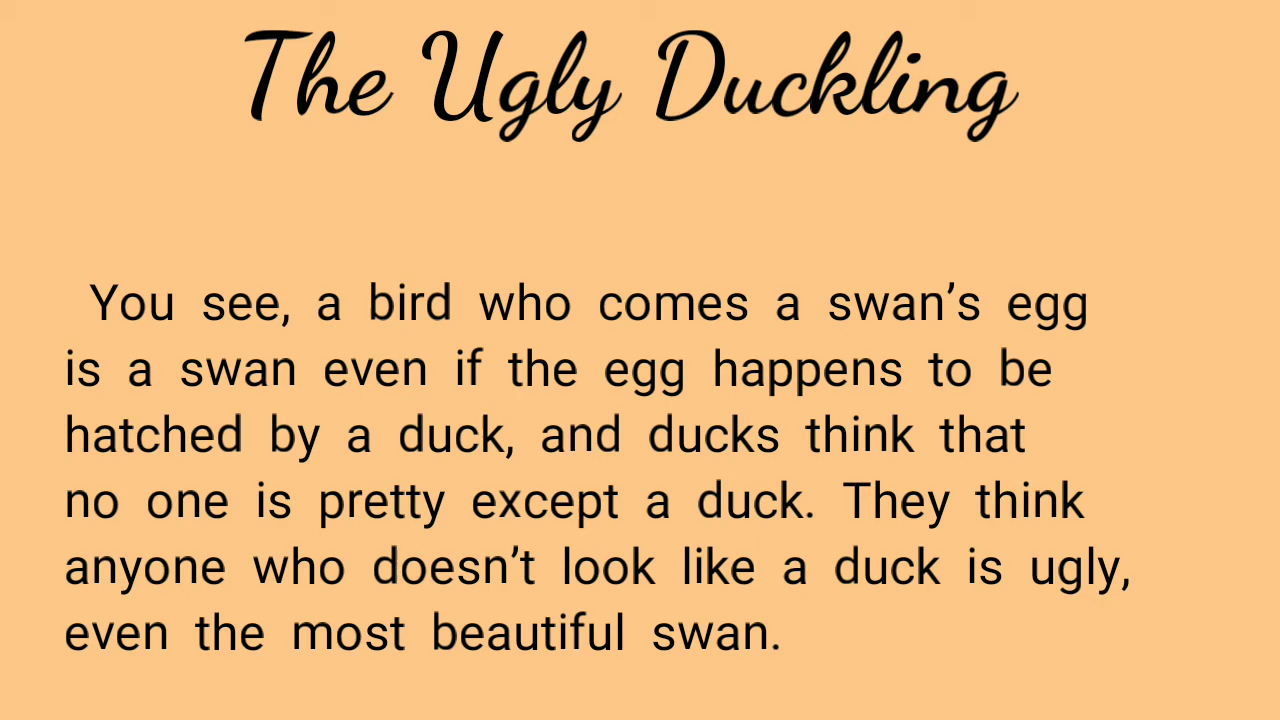 The Ugly Duckling
You see, a bird who comes a swan’s egg
is a swan even if the egg happens to be
hatched by a duck, and ducks think that
no one is pretty except a duck. They think
anyone who doesn’t look like a duck is ugly,
even the most beautiful swan.